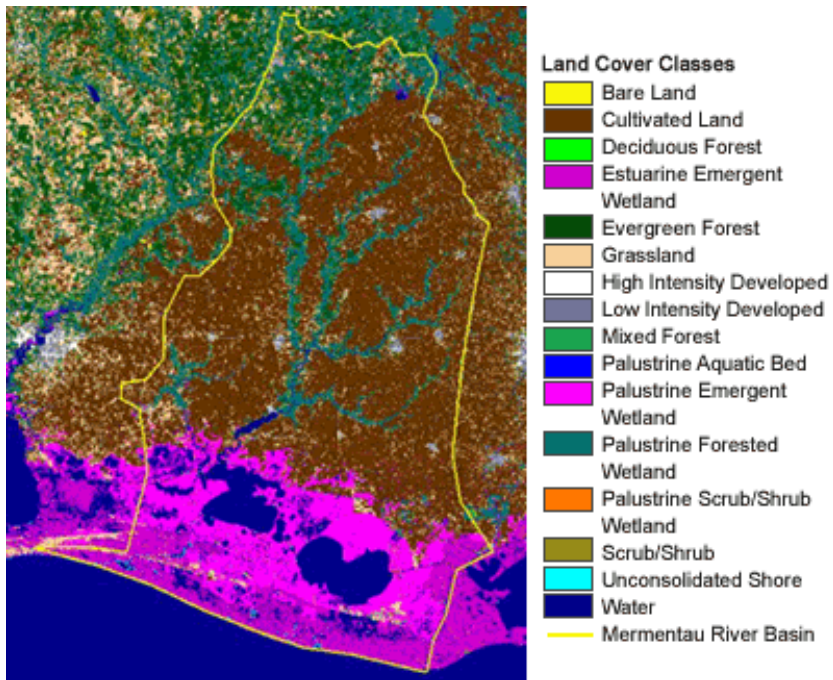 Land Cover Classes
Bare Land
Cultivated Land
Deciduous Forest
Estuarine Emergent
Wetland
Evergreen Forest
Grassland
High Intensity Developed
Low Intensity Developed
Mixed Forest
Palustrine Aquatic Bed
Palustrine Emergent
Wetland
Palustrine Forested
Wetland
Palustrine Scrub/Shrub
Wetland
Scrub/Shrub
Unconsolidated Shore
Water
Mermentau River Basin